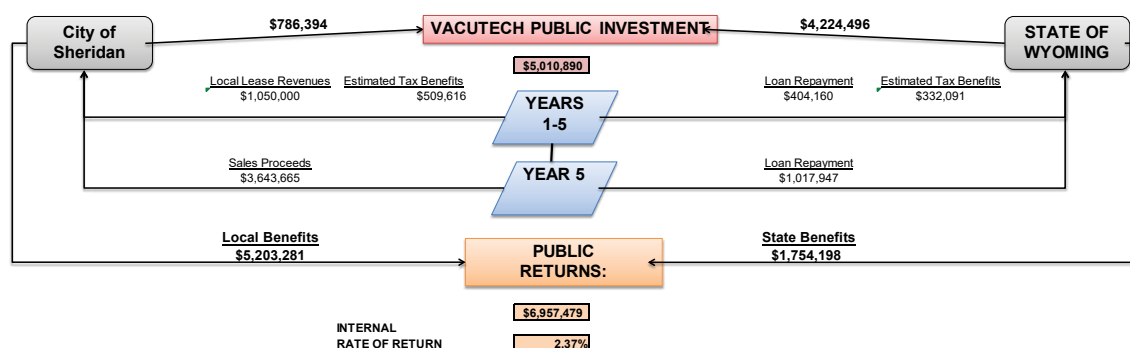 $786,394
$4,224,496
City of
Sheridan
VACUTECH PUBLIC INVESTMENT
STATE OF
WYOMING
$5,010,890
Local Lease Revenues
Estimated Tax Benefits
Loan Repayment
Estimated Tax Benefits
$1,050,000
$509,616
$404,160
$332,091
YEARS
1-5
Sales Proceeds
YEAR 5
Loan Repayment
$3,643,665
$1,017,947
Local Benefits
State Benefits
$5,203,281
PUBLIC
RETURNS:
$1,754,198
$6,957,479
INTERNAL
RATE OF RETURN
2.37%